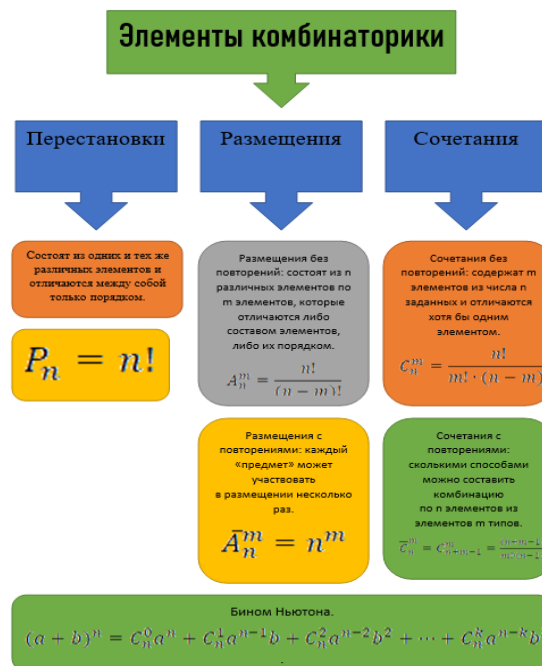 Элементы комбинаторики
Перестановки
Состоят из одних и тех же
различных элементов и
отличаются между собой
только порядком.
P_n = n!
Размещения
Размещения без
повторений: состоят из n
различных элементов по
m элементов, которые
отличаются либо
составом элементов,
либо их порядком.
A_n^m = n! / (n − m)!
Размещения с
повторениями: каждый
«предмет» может
участвовать
в размещении несколько
раз.
Ā_n^m = n^m
Сочетания
Сочетания без
повторений: содержат m
элементов из числа n
заданных и отличаются
хотя бы одним
элементом.
C_n^m = n! / m! · (n − m)
Сочетания с
повторениями:
сколькими способами
можно составить
комбинацию
по n элементов из
элементов m типов.
C̅_n^m = C_{n+m−1}^m =
Бином Ньютона.
(a + b)^n = C_n^0 a^n + C_n^1 a^{n−1} b + C_n^2 a^{n−2} b^2 + ⋯ + C_n^k a^{n−k} b
.